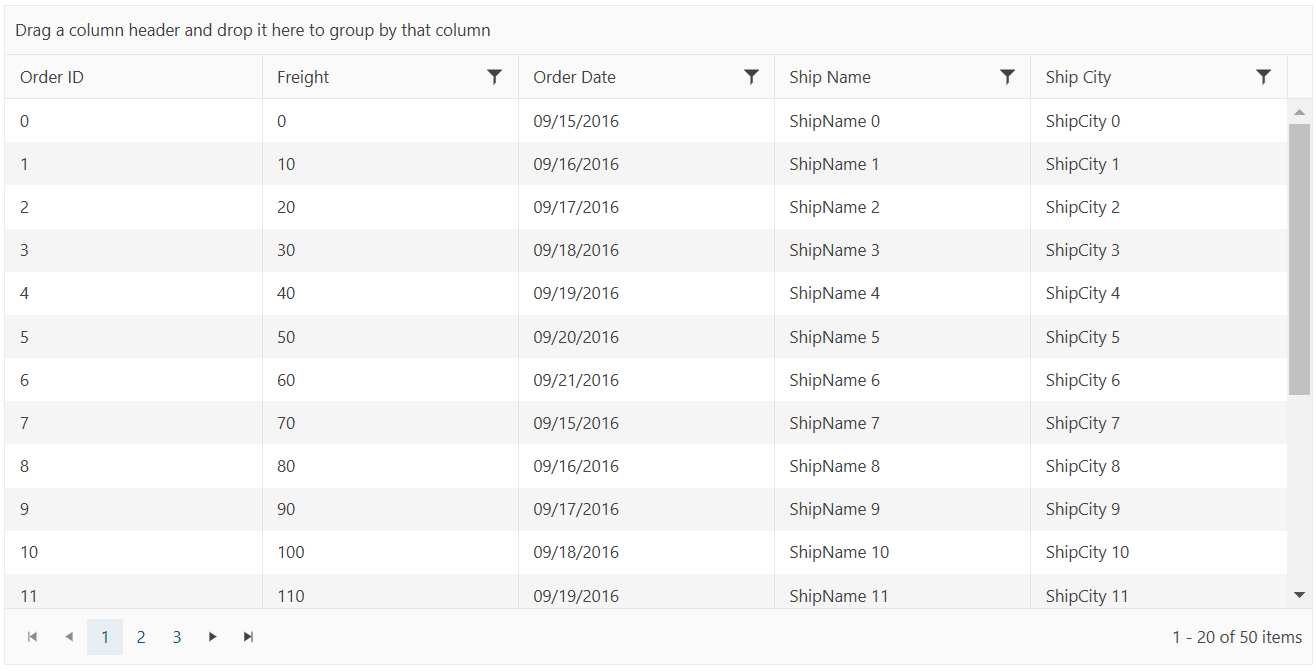 Drag a column header and drop it here to group by that column
Order ID Freight Order Date Ship Name Ship City
0 0 09/15/2016 ShipName 0 ShipCity 0
1 10 09/16/2016 ShipName 1 ShipCity 1
2 20 09/17/2016 ShipName 2 ShipCity 2
3 30 09/18/2016 ShipName 3 ShipCity 3
4 40 09/19/2016 ShipName 4 ShipCity 4
5 50 09/20/2016 ShipName 5 ShipCity 5
6 60 09/21/2016 ShipName 6 ShipCity 6
7 70 09/15/2016 ShipName 7 ShipCity 7
8 80 09/16/2016 ShipName 8 ShipCity 8
9 90 09/17/2016 ShipName 9 ShipCity 9
10 100 09/18/2016 ShipName 10 ShipCity 10
11 110 09/19/2016 ShipName 11 ShipCity 11
1 2 3 1 - 20 of 50 items